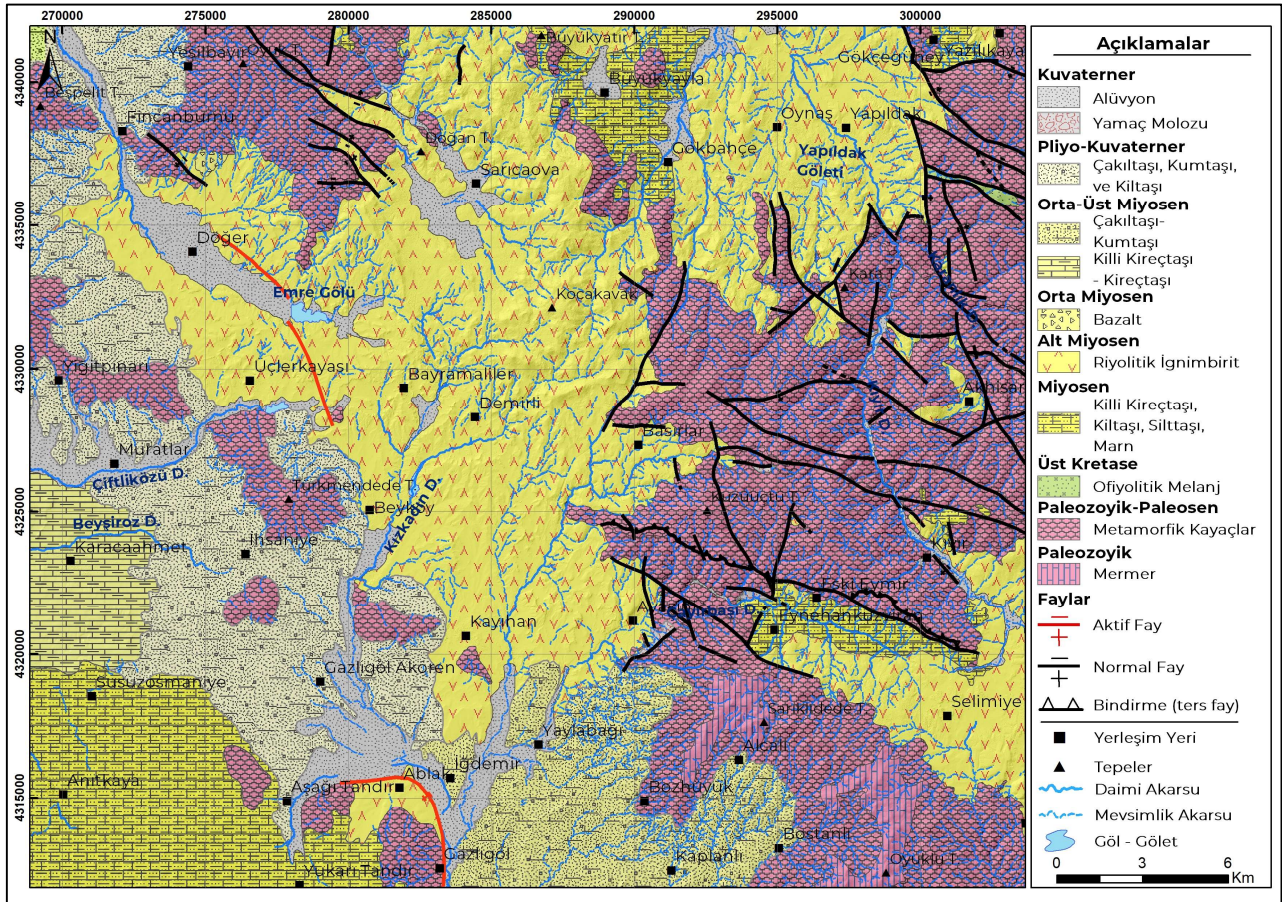 270000 275000 280000 285000 290000 295000 300000
N
4340000
4335000
4330000
4325000
4320000
4315000
Büyükyatır T.
Yazılıkaya
Gökçegüney
Yeşilbayır
Büyükyayla
Beşpelit T.
Fincanburnu
Oynaş
Yapıldak
Doğan T.
Gökbahçe
Yapıldak
Göleti
Sarıcaova
Döğer
Kara T.
Emre Gölü
Kocakavak
Yiğitpınarı
Üçlerkayası
Bayramaliler
Akhisar
Demirli
Basırlar
Muratlar
Çiftliközü D.
Türkmendede T.
Kuzuuctu T.
Beyköy
Kızkağın D.
Beyşiroz D.
İhsaniye
Karacaahmet
Eski Eymir
Kayıhan
Gazlıgöl Akören
Susuzosmaniye
Sarıklıdede T.
Selimiye
Yaylabağı
Alcalı
İğdemir
Ablak
Anıtkaya
Aşağı Tandır
Bozhüyük
Bostanlı
Gazlıgöl
Kaplanlı
Oyuklu T.
Yukarı Tandır
Açıklamalar
Kuvaterner
Alüvyon
Yamaç Molozu
Pliyo-Kuvaterner
Çakıltaşı, Kumtaşı,
ve Kiltaşı
Orta-Üst Miyosen
Çakıltaşı-
Kumtaşı
Killi Kireçtaşı
- Kireçtaşı
Orta Miyosen
Bazalt
Alt Miyosen
Riyolitik İgnimbirit
Miyosen
Killi Kireçtaşı,
Kiltaşı, Silttaşı,
Marn
Üst Kretase
Ofiyolitik Melanj
Paleozoyik-Paleosen
Metamorfik Kayaçlar
Paleozoyik
Mermer
Faylar
Aktif Fay
Normal Fay
Bindirme (ters fay)
Yerleşim Yeri
Tepeler
Daimi Akarsu
Mevsimlik Akarsu
Göl - Gölet
0 3 6
Km